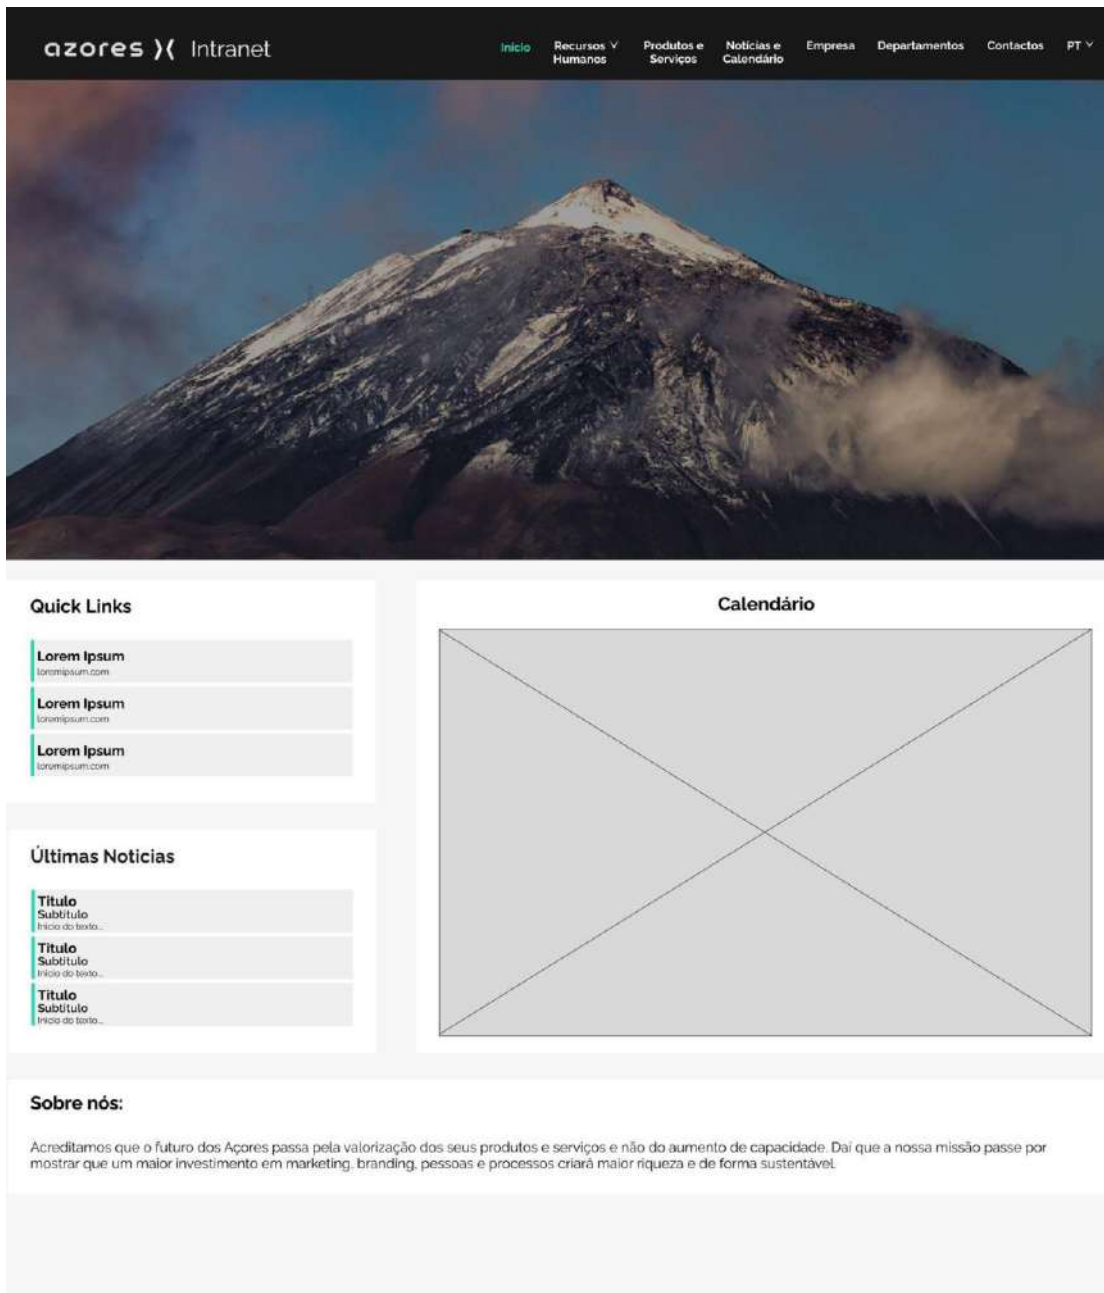 azores Intranet
Início
Recursos
Humanos
Produtos e
Serviços
Notícias e
Calendário
Empresa
Departamentos
Contactos
PT
Quick Links
Lorem Ipsum
loremipsum.com
Lorem Ipsum
loremipsum.com
Lorem Ipsum
loremipsum.com
Últimas Noticias
Titulo
Subtitulo
Inicio do texto...
Titulo
Subtitulo
Inicio do texto...
Titulo
Subtitulo
Inicio do texto...
Calendário
Sobre nós:
Acreditamos que o futuro dos Açores passa pela valorização dos seus produtos e serviços e não do aumento de capacidade. Daí que a nossa missão passe por
mostrar que um maior investimento em marketing, branding, pessoas e processos criará maior riqueza e de forma sustentável.